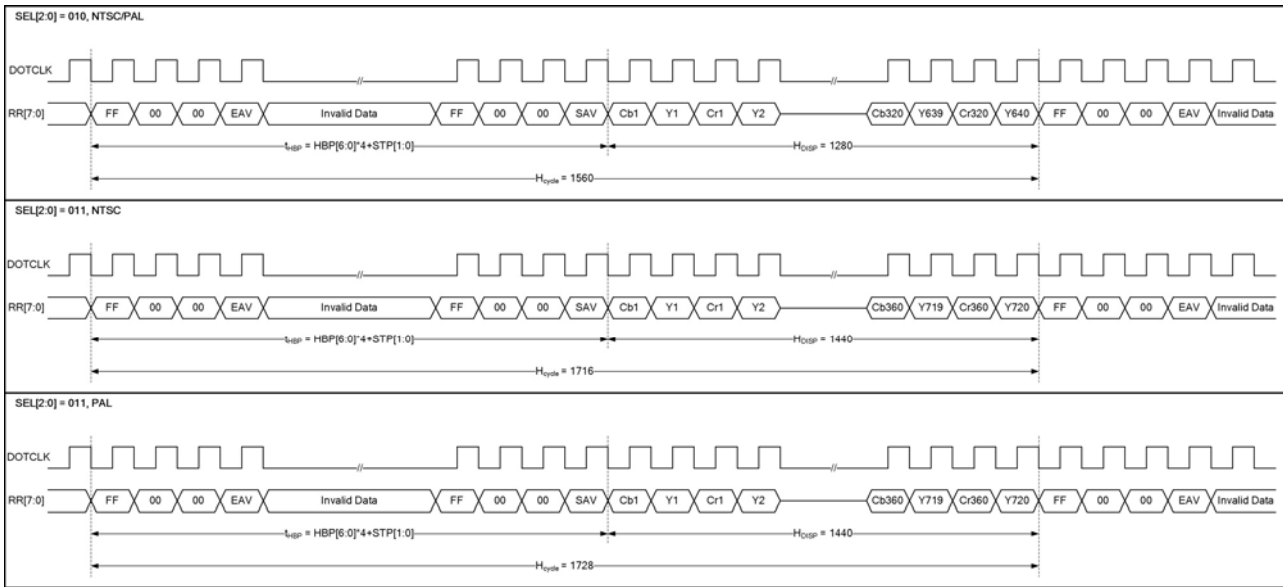 SEL[2:0] = 010, NTSC/PAL
DOTCLK
RR[7:0] FF 00 00 EAV Invalid Data FF 00 00 SAV Cb1 Y1 Cr1 Y2 Cb320 Y639 Cr320 Y640 FF 00 00 EAV Invalid Data
tHBP = HBP[6:0]*4+STP[1:0] HDISP = 1280
Hcycle = 1560
SEL[2:0] = 011, NTSC
DOTCLK
RR[7:0] FF 00 00 EAV Invalid Data FF 00 00 SAV Cb1 Y1 Cr1 Y2 Cb360 Y719 Cr360 Y720 FF 00 00 EAV Invalid Data
tHBP = HBP[6:0]*4+STP[1:0] HDISP = 1440
Hcycle = 1716
SEL[2:0] = 011, PAL
DOTCLK
RR[7:0] FF 00 00 EAV Invalid Data FF 00 00 SAV Cb1 Y1 Cr1 Y2 Cb360 Y719 Cr360 Y720 FF 00 00 EAV Invalid Data
tHBP = HBP[6:0]*4+STP[1:0] HDISP = 1440
Hcycle = 1728